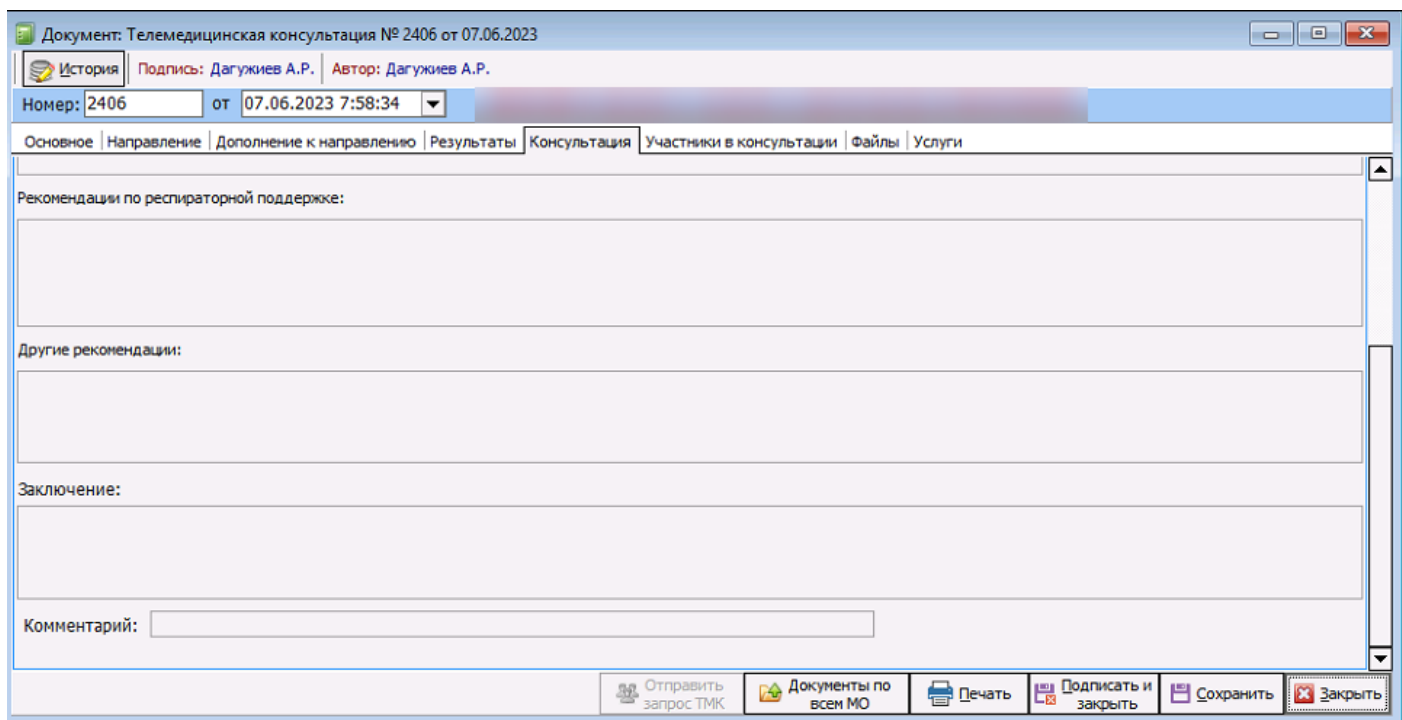 Документ: Телемедицинская консультация № 2406 от 07.06.2023
История Подпись: Дагужиев А.Р. Автор: Дагужиев А.Р.
Номер: 2406 от 07.06.2023 7:58:34
Основное Направление Дополнение к направлению Результаты Консультация Участники в консультации Файлы Услуги
Рекомендации по респираторной поддержке:
Другие рекомендации:
Заключение:
Комментарий:
Отправить запрос ТМК Документы по всем МО Печать Подписать и закрыть Сохранить Закрыть